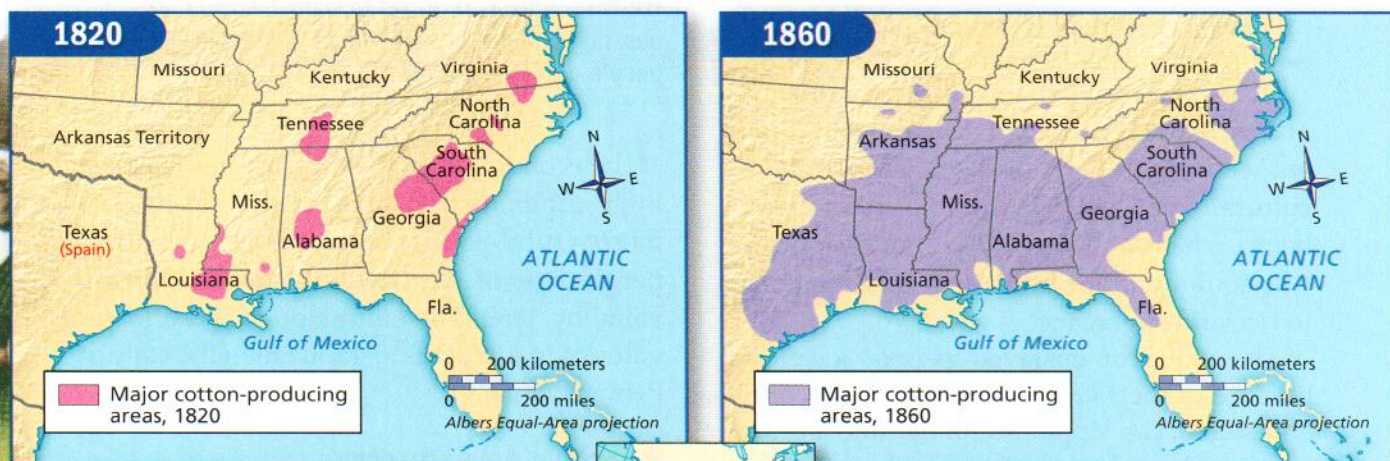 1820
Missouri
Kentucky
Virginia
Arkansas Territory
Tennessee
North
Carolina
South
Carolina
Miss.
Alabama
Georgia
Texas
(Spain)
Louisiana
Fla.
ATLANTIC
OCEAN
Gulf of Mexico
N
W
E
S
0 200 kilometers
0 200 miles
Albers Equal-Area projection
Major cotton-producing
areas, 1820
1860
Missouri
Kentucky
Virginia
Arkansas
Tennessee
North
Carolina
South
Carolina
Miss.
Alabama
Georgia
Texas
Louisiana
Fla.
ATLANTIC
OCEAN
Gulf of Mexico
N
W
E
S
0 200 kilometers
0 200 miles
Albers Equal-Area projection
Major cotton-producing
areas, 1860